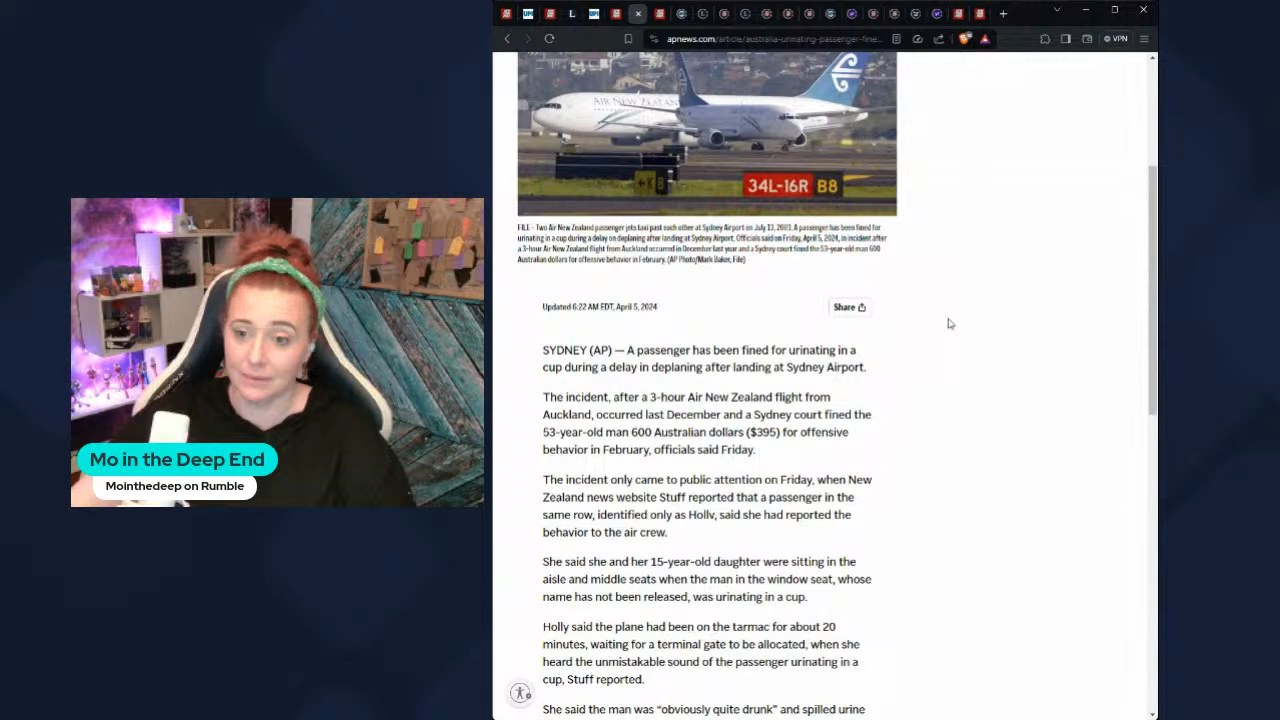 apnews.com/article/australia-urinating-passenger-fine...
VPN
AIR NEW ZEALAND
K B
34L-16R B8
FILE - Two Air New Zealand passenger jets taxi past each other at Sydney Airport on July 13, 2003. A passenger has been fined for
urinating in a cup during a delay on deplaning after landing at Sydney Airport. Officials said on Friday, April 5, 2024, in incident after
a 3-hour Air New Zealand flight from Auckland occurred in December last year and a Sydney court fined the 53-year-old man 600
Australian dollars for offensive behavior in February. (AP Photo/Mark Baker, File)
Updated 6:22 AM EDT, April 5, 2024
Share
SYDNEY (AP) — A passenger has been fined for urinating in a
cup during a delay in deplaning after landing at Sydney Airport.
The incident, after a 3-hour Air New Zealand flight from
Auckland, occurred last December and a Sydney court fined the
53-year-old man 600 Australian dollars ($395) for offensive
behavior in February, officials said Friday.
The incident only came to public attention on Friday, when New
Zealand news website Stuff reported that a passenger in the
same row, identified only as Holly, said she had reported the
behavior to the air crew.
She said she and her 15-year-old daughter were sitting in the
aisle and middle seats when the man in the window seat, whose
name has not been released, was urinating in a cup.
Holly said the plane had been on the tarmac for about 20
minutes, waiting for a terminal gate to be allocated, when she
heard the unmistakable sound of the passenger urinating in a
cup, Stuff reported.
She said the man was “obviously quite drunk” and spilled urine
Mo in the Deep End
Mointhedeep on Rumble